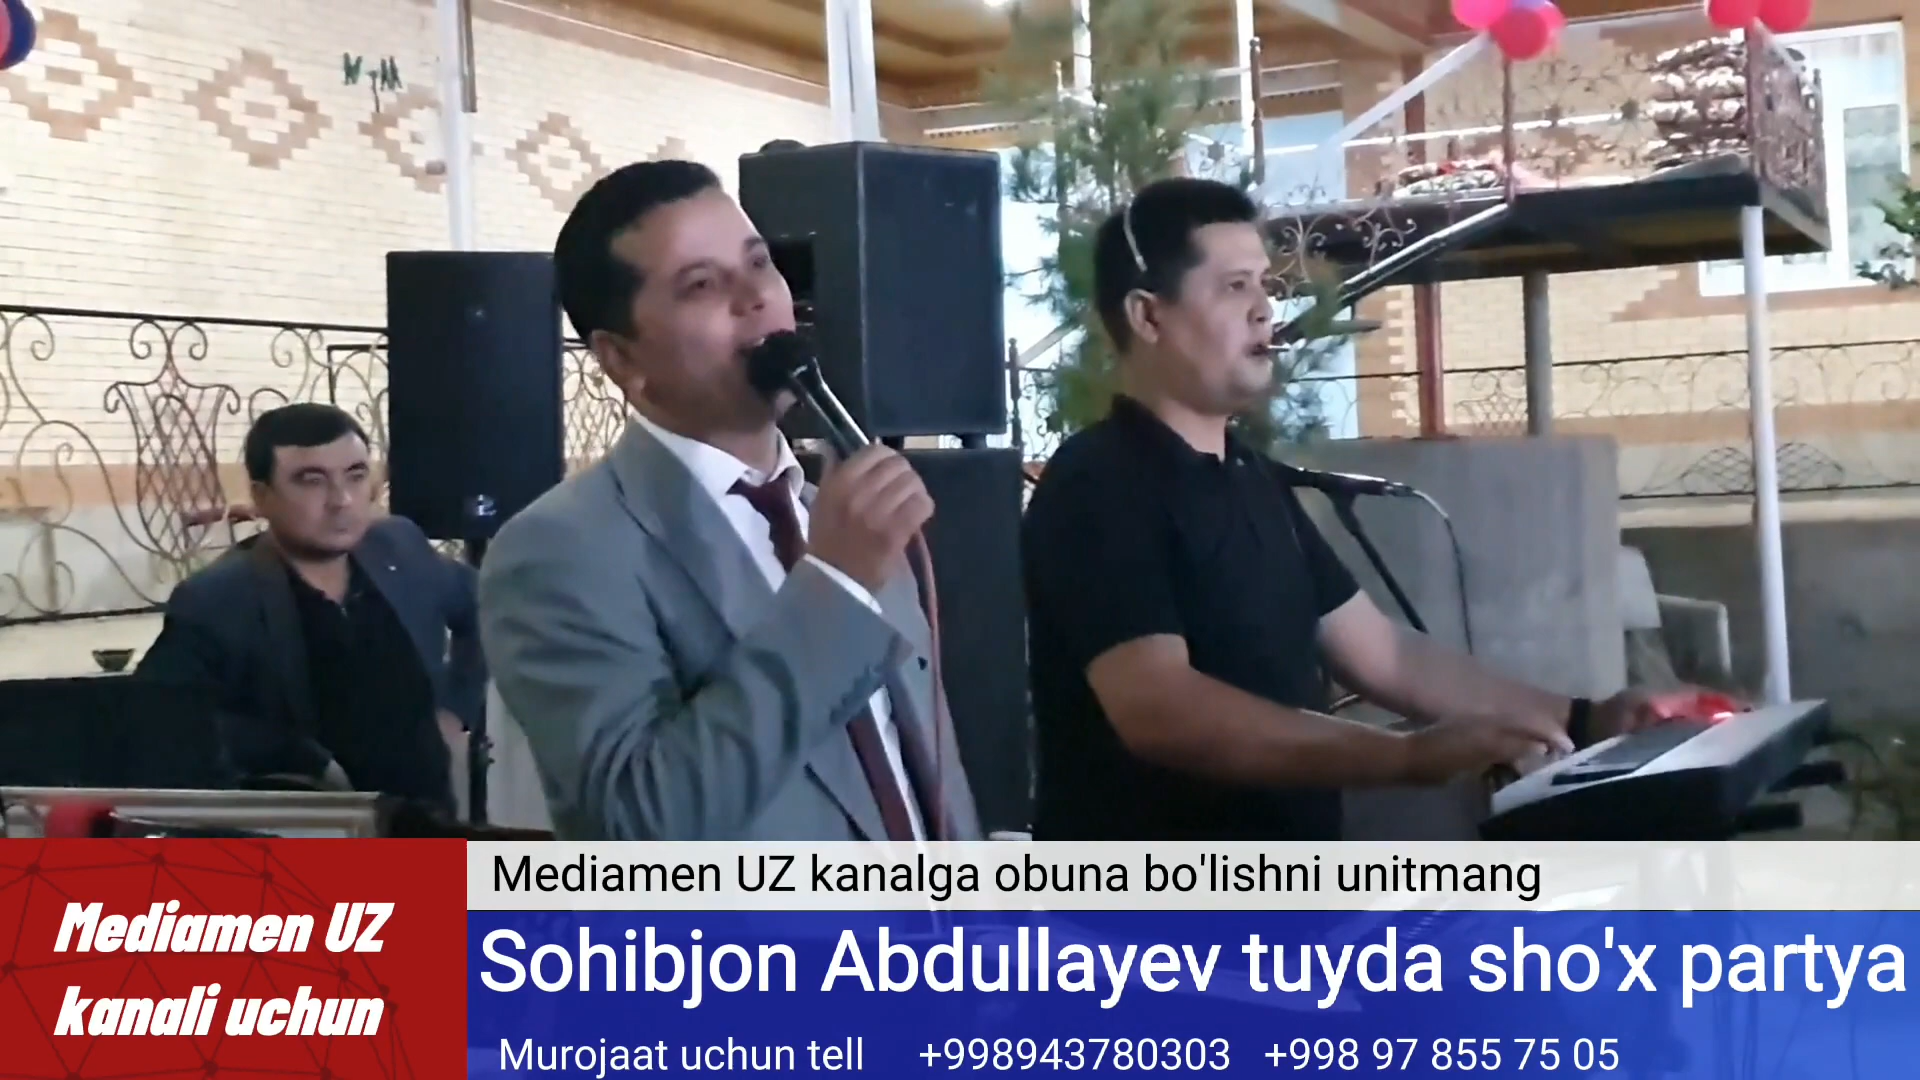 Mediamen UZ kanalga obuna bo'lishni unitmang
Mediamen UZ
kanali uchun
Sohibjon Abdullayev tuyda sho'x partya
Murojaat uchun tell +998943780303 +998 97 855 75 05